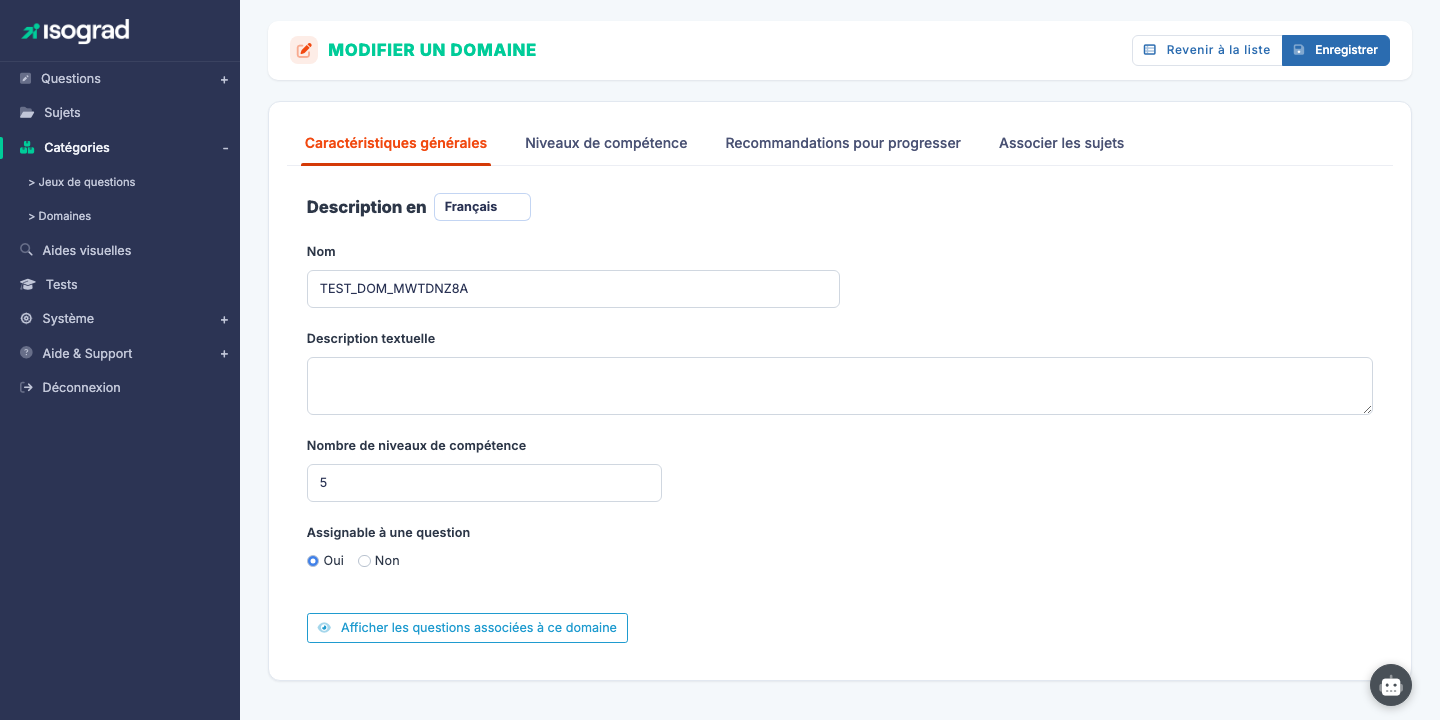 isograd
Questions +
Sujets
Catégories -
> Jeux de questions
> Domaines
Aides visuelles
Tests
Système +
Aide & Support +
Déconnexion
MODIFIER UN DOMAINE
Revenir à la liste
Enregistrer
Caractéristiques générales
Niveaux de compétence
Recommandations pour progresser
Associer les sujets
Description en Français
Nom
TEST_DOM_MWTDNZ8A
Description textuelle
Nombre de niveaux de compétence
5
Assignable à une question
Oui Non
Afficher les questions associées à ce domaine